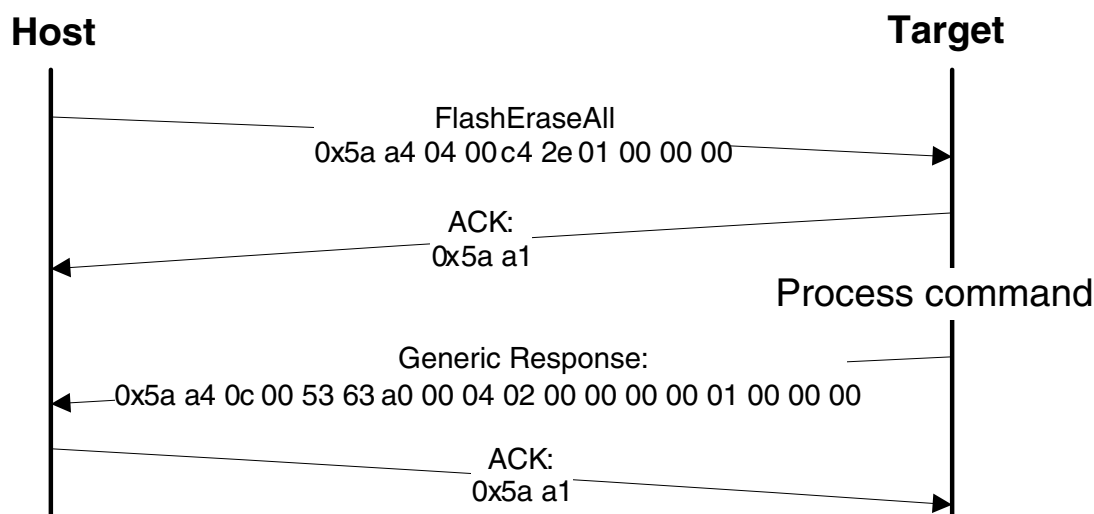 Host
Target
FlashEraseAll
0x5a a4 04 00 c4 2e 01 00 00 00
ACK:
0x5a a1
Process command
Generic Response:
0x5a a4 0c 00 53 63 a0 00 04 02 00 00 00 00 01 00 00 00
ACK:
0x5a a1